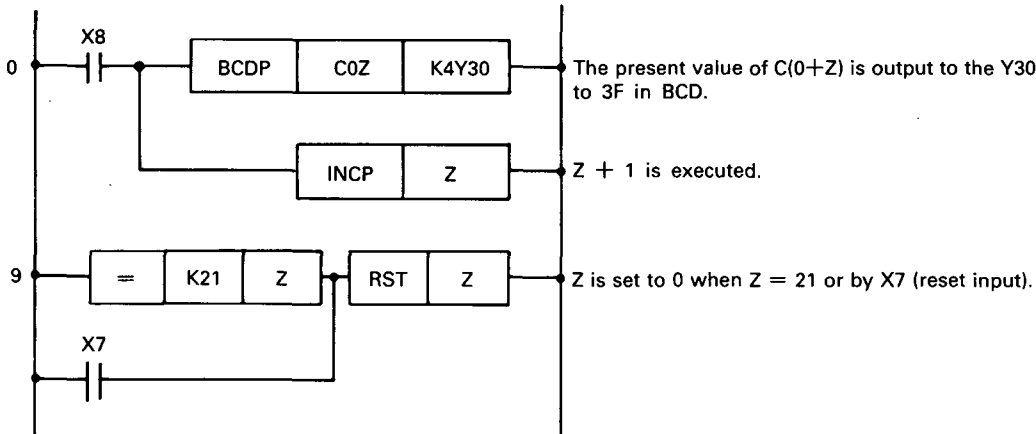 X8
0 BCDP C0Z K4Y30 The present value of C(0+Z) is output to the Y30
to 3F in BCD.
INCP Z Z + 1 is executed.
9 = K21 Z RST Z Z is set to 0 when Z = 21 or by X7 (reset input).
X7